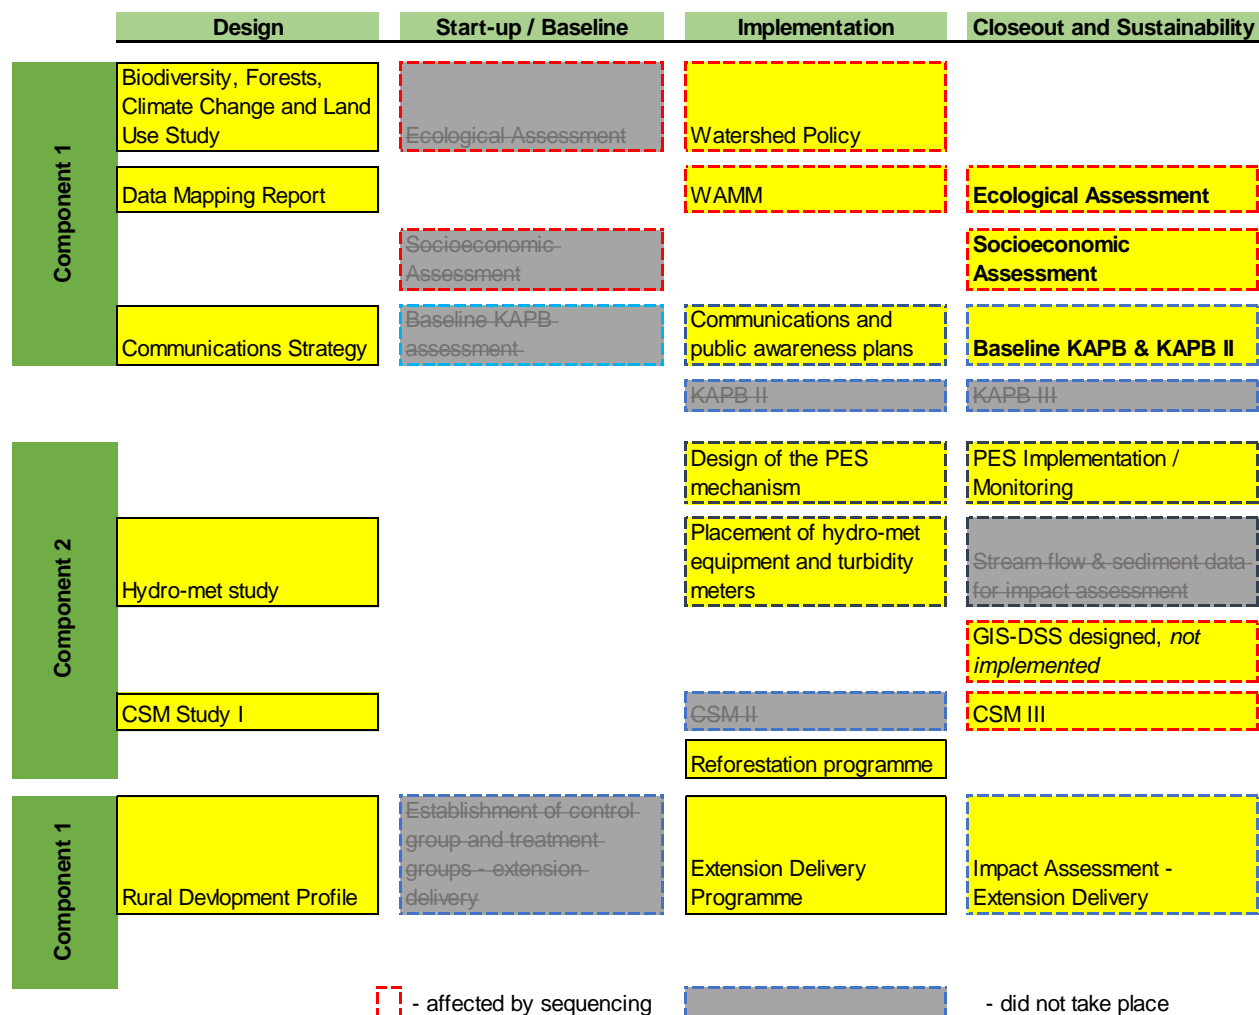 Design
Start-up / Baseline
Implementation
Closeout and Sustainability
Component 1
Biodiversity, Forests,
Climate Change and Land
Use Study
Ecological Assessment
Watershed Policy
Data Mapping Report
WAMM
Ecological Assessment
Socioeconomic
Assessment
Socioeconomic
Assessment
Communications Strategy
Baseline KAPB
assessment
Communications and
public awareness plans
Baseline KAPB & KAPB II
KAPB II
KAPB III
Component 2
Design of the PES
mechanism
PES Implementation /
Monitoring
Hydro-met study
Placement of hydro-met
equipment and turbidity
meters
Stream flow & sediment data
for impact assessment
GIS-DSS designed, not
implemented
CSM Study I
CSM II
CSM III
Reforestation programme
Component 1
Rural Devlopment Profile
Establishment of control
group and treatment
groups - extension
delivery
Extension Delivery
Programme
Impact Assessment -
Extension Delivery
- affected by sequencing
- did not take place